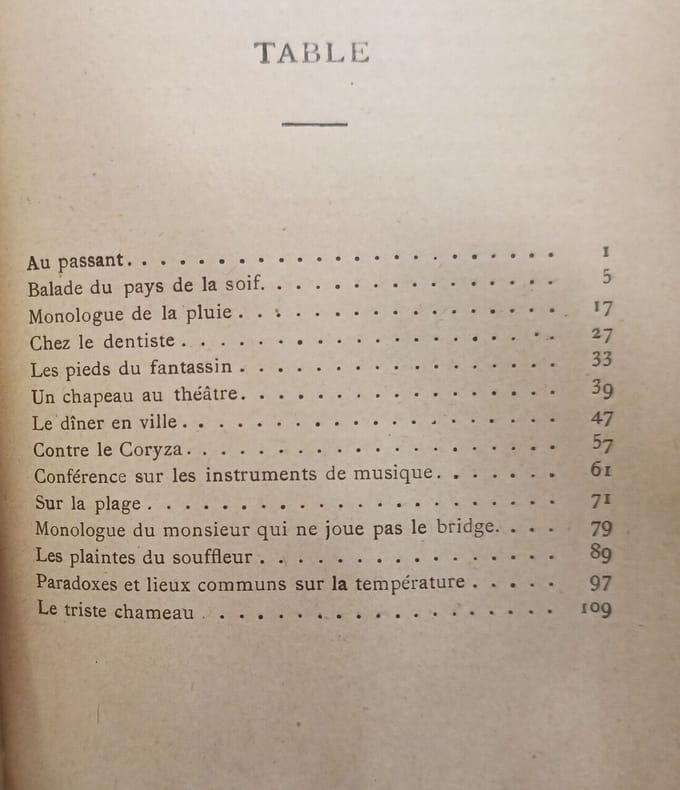 TABLE
Au passant. . . . . . . . . . . . . . . . . . . . 1
Balade du pays de la soif. . . . . . . . . . . . . . 5
Monologue de la pluie . . . . . . . . . . . . . . . 17
Chez le dentiste . . . . . . . . . . . . . . . . . 27
Les pieds du fantassin . . . . . . . . . . . . . . . 33
Un chapeau au théâtre. . . . . . . . . . . . . . . 39
Le dîner en ville . . . . . . . . . . . . . . . . . 47
Contre le Coryza . . . . . . . . . . . . . . . . . 57
Conférence sur les instruments de musique. . . . . . 61
Sur la plage . . . . . . . . . . . . . . . . . . . 71
Monologue du monsieur qui ne joue pas le bridge. . . . 79
Les plaintes du souffleur . . . . . . . . . . . . . . 89
Paradoxes et lieux communs sur la température . . . . . 97
Le triste chameau . . . . . . . . . . . . . . . . . 109